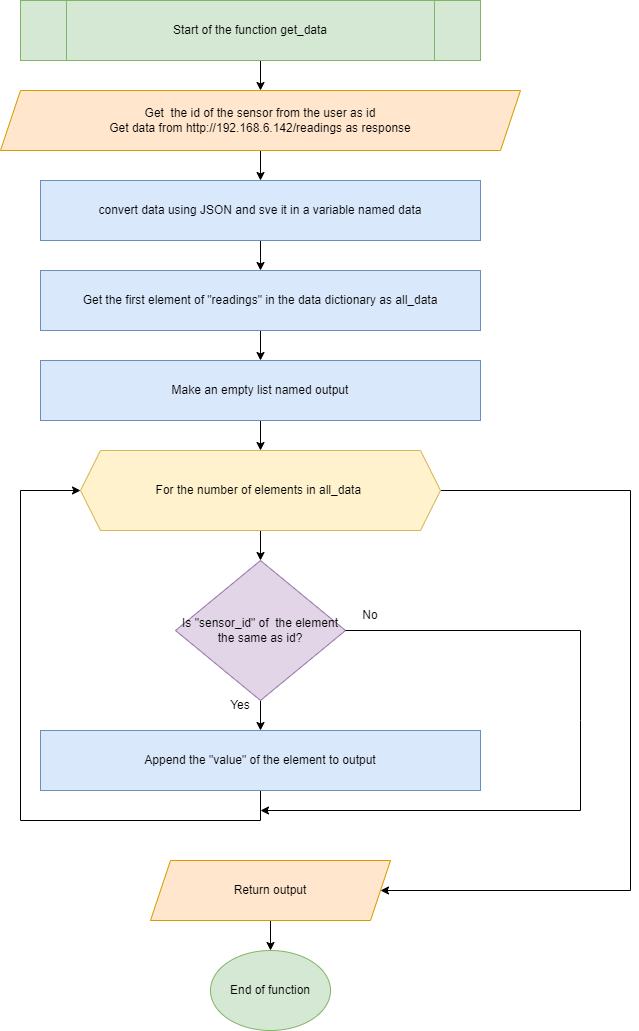 Start of the function get_data
Get the id of the sensor from the user as id
Get data from http://192.168.6.142/readings as response
convert data using JSON and sve it in a variable named data
Get the first element of "readings" in the data dictionary as all_data
Make an empty list named output
For the number of elements in all_data
Is "sensor_id" of the element
the same as id?
No
Yes
Append the "value" of the element to output
Return output
End of function